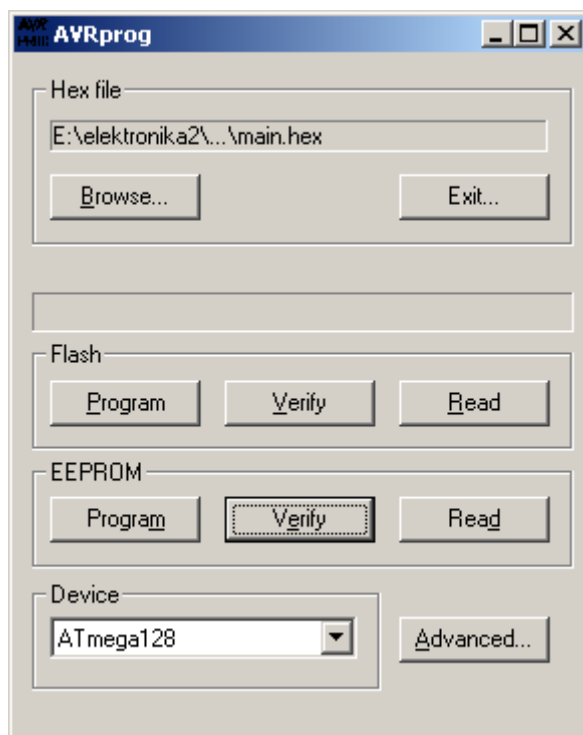 AVRprog
Hex file
E:\elektronika2\...\main.hex
Browse... Exit...
Flash
Program Verify Read
EEPROM
Program Verify Read
Device
ATmega128 Advanced...